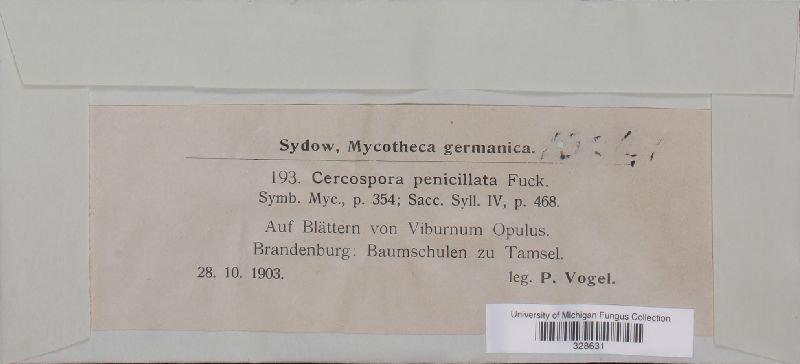 Sydow, Mycotheca germanica.
193. Cercospora penicillata Fuck.
Symb. Myc., p. 354; Sacc. Syll. IV, p. 468.
Auf Blättern von Viburnum Opulus.
Brandenburg: Baumschulen zu Tamsel.
28. 10. 1903. leg. P. Vogel.
University of Michigan Fungus Collection
328631